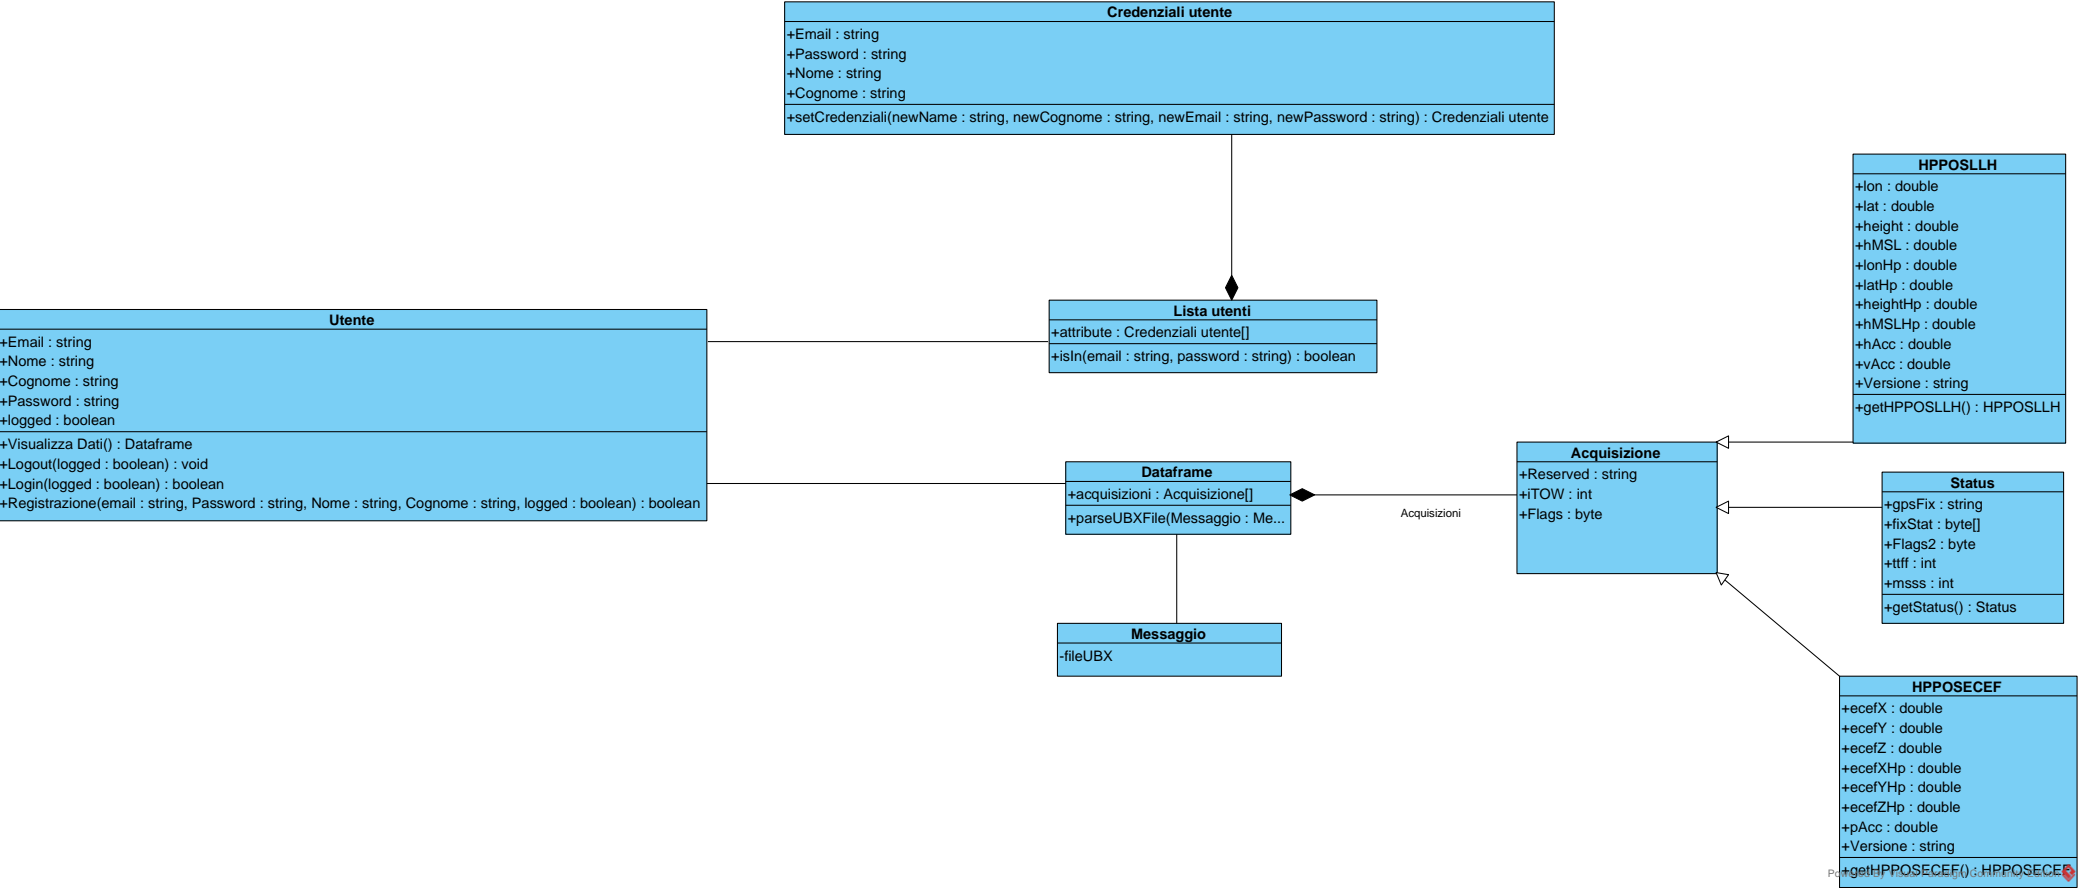 Credenziali utente
+Email : string
+Password : string
+Nome : string
+Cognome : string
+setCredenziali(newName : string, newCognome : string, newEmail : string, newPassword : string) : Credenziali utente
HPPOSLLH
+lon : double
+lat : double
+height : double
+hMSL : double
+lonHp : double
+latHp : double
+heightHp : double
+hMSLHp : double
+hAcc : double
+vAcc : double
+Versione : string
+getHPPOSLLH() : HPPOSLLH
Lista utenti
+attribute : Credenziali utente[]
+isIn(email : string, password : string) : boolean
Utente
+Email : string
+Nome : string
+Cognome : string
+Password : string
+logged : boolean
+Visualizza Dati() : Dataframe
+Logout(logged : boolean) : void
+Login(logged : boolean) : boolean
+Registrazione(email : string, Password : string, Nome : string, Cognome : string, logged : boolean) : boolean
Dataframe
+acquisizioni : Acquisizione[]
+parseUBXFile(Messaggio : Me...
Acquisizioni
Acquisizione
+Reserved : string
+iTOW : int
+Flags : byte
Status
+gpsFix : string
+fixStat : byte[]
+Flags2 : byte
+ttff : int
+msss : int
+getStatus() : Status
Messaggio
-fileUBX
HPPOSECEF
+ecefX : double
+ecefY : double
+ecefZ : double
+ecefXHp : double
+ecefYHp : double
+ecefZHp : double
+pAcc : double
+Versione : string
+getHPPOSECEF() : HPPOSECEF